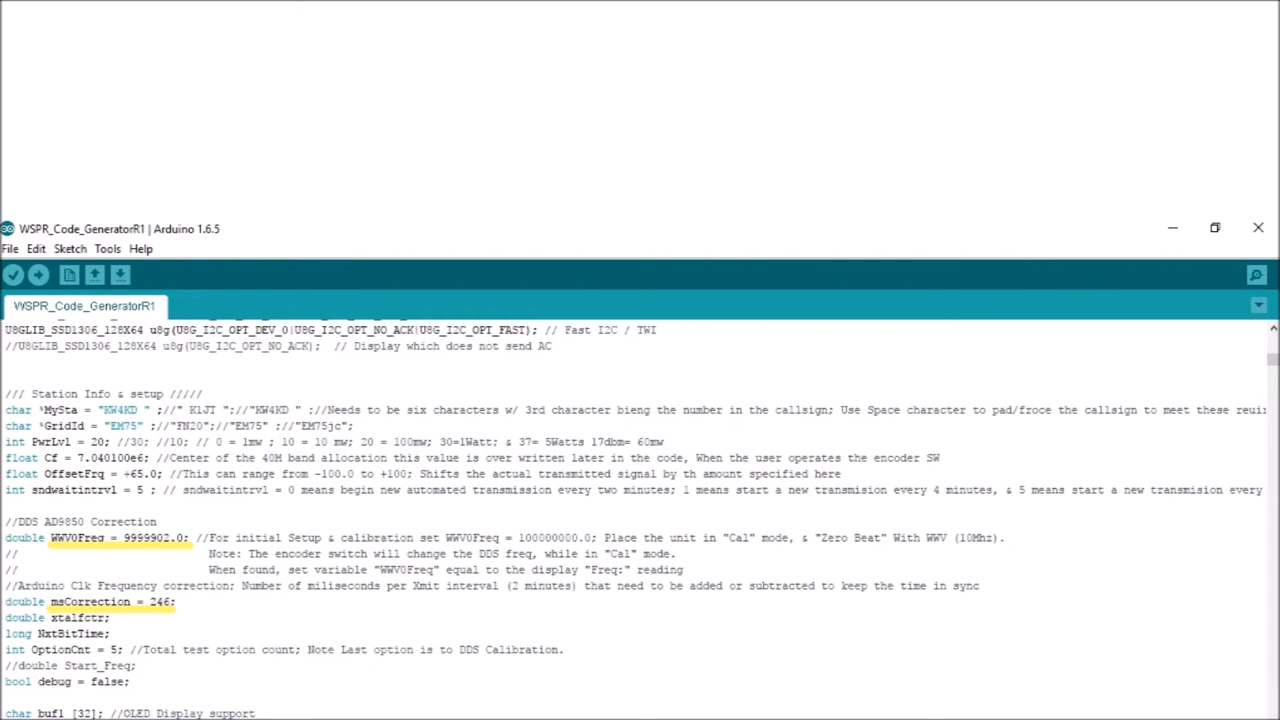 WSPR_Code_GeneratorR1 | Arduino 1.6.5
File Edit Sketch Tools Help
WSPR_Code_GeneratorR1
U8GLIB_SSD1306_128X64 u8g(U8G_I2C_OPT_DEV_0|U8G_I2C_OPT_NO_ACK|U8G_I2C_OPT_FAST); // Fast I2C / TWI
//U8GLIB_SSD1306_128X64 u8g(U8G_I2C_OPT_NO_ACK);  // Display which does not send AC
/// Station Info & setup /////
char *MySta = "KW4KD " ;//" K1JT ";//"KW4KD " ;//Needs to be six characters w/ 3rd character bieng the number in the callsign; Use Space character to pad/froce the callsign to meet these reuir
char *GridId = "EM75" ;//"FN20";//"EM75" ;//"EM75jc";
int PwrLvl = 20; //30; //10; // 0 = 1mw ; 10 = 10 mw; 20 = 100mw; 30=1Watt; & 37= 5Watts 17dbm= 60mw
float Cf = 7.040100e6; //Center of the 40M band allocation this value is over written later in the code, When the user operates the encoder SW
float OffsetFrq = +65.0; //This can range from -100.0 to +100; Shifts the actual transmitted signal by th amount specified here
int sndwaitintrvl = 5 ; // sndwaitintrvl = 0 means begin new automated transmission every two minutes; 1 means start a new transmision every 4 minutes, & 5 means start a new transmision every
//DDS AD9850 Correction
double WWV0Freq = 9999902.0; //For initial Setup & calibration set WWV0Freq = 100000000.0; Place the unit in "Cal" mode, & "Zero Beat" With WWV (10Mhz).
// Note: The encoder switch will change the DDS freq, while in "Cal" mode.
// When found, set variable "WWV0Freq" equal to the display "Freq:" reading
//Arduino Clk Frequency correction; Number of miliseconds per Xmit interval (2 minutes) that need to be added or subtracted to keep the time in sync
double msCorrection = 246;
double xtalfctr;
long NxtBitTime;
int OptionCnt = 5; //Total test option count; Note Last option is to DDS Calibration.
//double Start_Freq;
bool debug = false;
char buf1 [32]; //OLED Display support